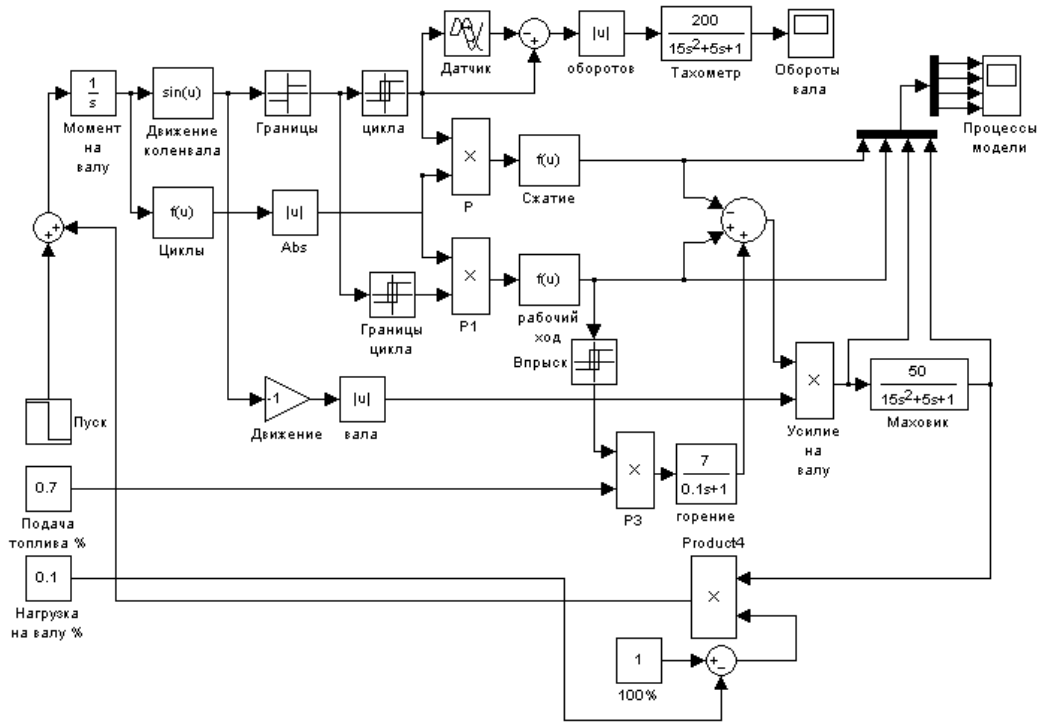 200
15s²+5s+1
|u|
Датчик
оборотов
Тахометр
Обороты
вала
1
s
sin(u)
Момент
на
валу
Движение
коленвала
Границы
цикла
×
P
f(u)
Сжатие
Процессы
модели
f(u)
Циклы
|u|
Abs
×
P1
f(u)
рабочий
ход
Границы
цикла
Впрыск
-1
Движение
|u|
вала
×
Усилие
на
валу
50
15s²+5s+1
Маховик
Пуск
0.7
Подача
топлива %
×
P3
7
0.1s+1
горение
Product4
×
0.1
Нагрузка
на валу %
1
100%